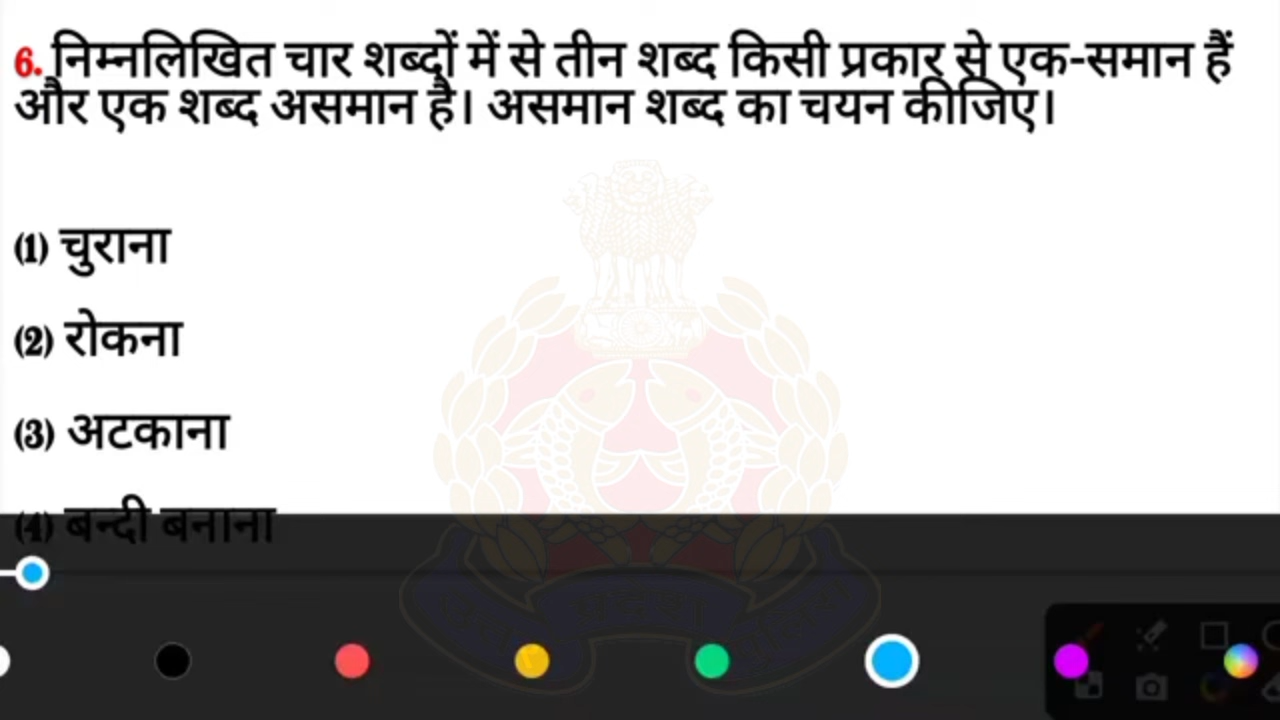 6. निम्नलिखित चार शब्दों में से तीन शब्द किसी प्रकार से एक-समान हैं
और एक शब्द असमान है। असमान शब्द का चयन कीजिए।
(1) चुराना
(2) रोकना
(3) अटकाना
(4) बन्दी बनाना